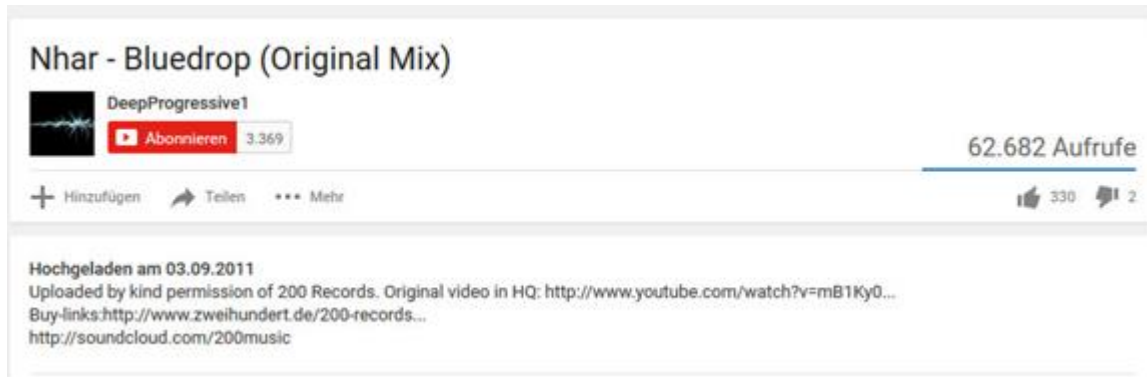 Nhar - Bluedrop (Original Mix)
DeepProgressive1
Abonnieren 3.369
62.682 Aufrufe
Hinzufügen Teilen Mehr 330 2
Hochgeladen am 03.09.2011
Uploaded by kind permission of 200 Records. Original video in HQ: http://www.youtube.com/watch?v=mB1Ky0...
Buy-links:http://www.zweihundert.de/200-records...
http://soundcloud.com/200music